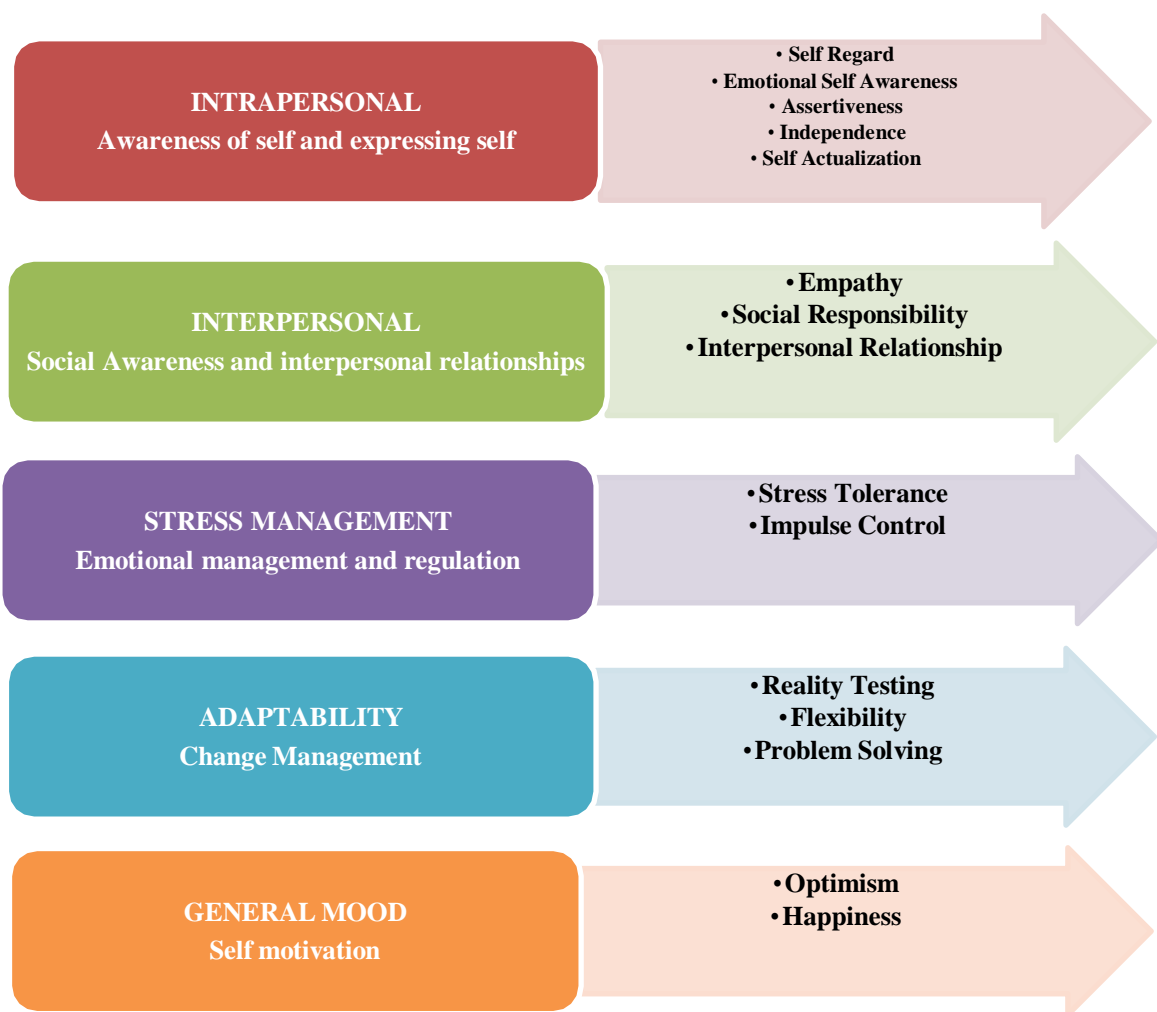 INTRAPERSONAL
Awareness of self and expressing self
• Self Regard
• Emotional Self Awareness
• Assertiveness
• Independence
• Self Actualization
INTERPERSONAL
Social Awareness and interpersonal relationships
• Empathy
• Social Responsibility
• Interpersonal Relationship
STRESS MANAGEMENT
Emotional management and regulation
• Stress Tolerance
• Impulse Control
ADAPTABILITY
Change Management
• Reality Testing
• Flexibility
• Problem Solving
GENERAL MOOD
Self motivation
• Optimism
• Happiness